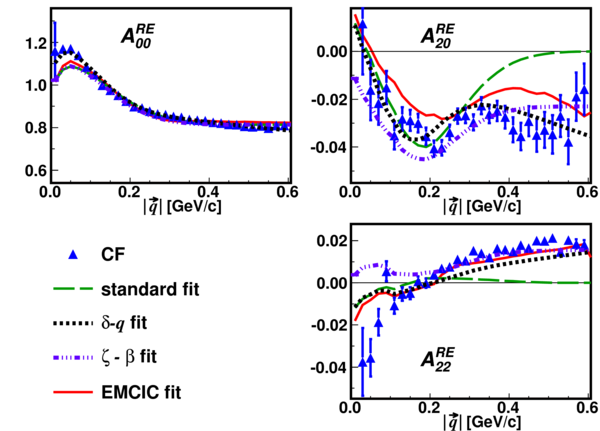 A_00^RE
1.2
1.0
0.8
0.6
0.0 0.2 0.4 0.6
|q⃗| [GeV/c]
A_20^RE
0.00
-0.02
-0.04
0.0 0.2 0.4 0.6
|q⃗| [GeV/c]
CF
standard fit
δ-q fit
ζ - β fit
EMCIC fit
0.02
0.00
-0.02
-0.04
A_22^RE
0.0 0.2 0.4 0.6
|q⃗| [GeV/c]